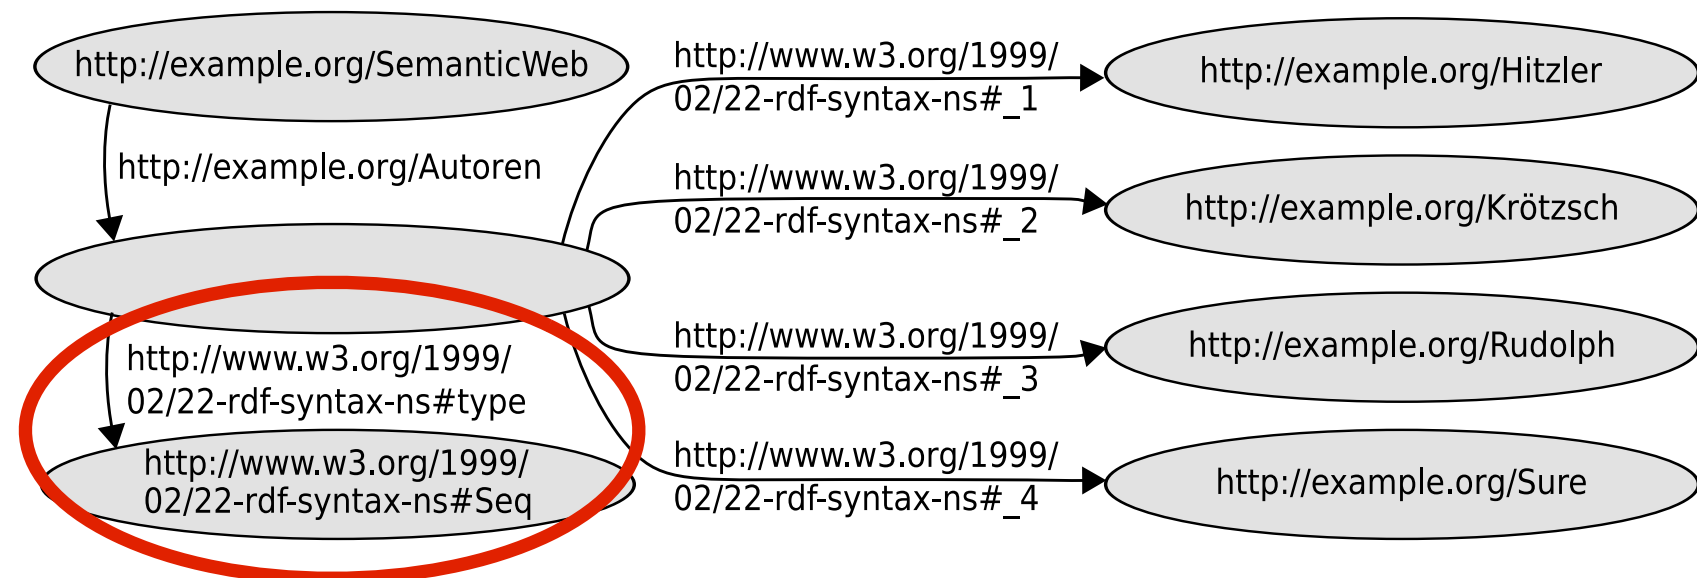 http://example.org/SemanticWeb
http://example.org/Autoren
http://www.w3.org/1999/
02/22-rdf-syntax-ns#type
http://www.w3.org/1999/
02/22-rdf-syntax-ns#Seq
http://www.w3.org/1999/
02/22-rdf-syntax-ns#_1
http://example.org/Hitzler
http://www.w3.org/1999/
02/22-rdf-syntax-ns#_2
http://example.org/Krötzsch
http://www.w3.org/1999/
02/22-rdf-syntax-ns#_3
http://example.org/Rudolph
http://www.w3.org/1999/
02/22-rdf-syntax-ns#_4
http://example.org/Sure